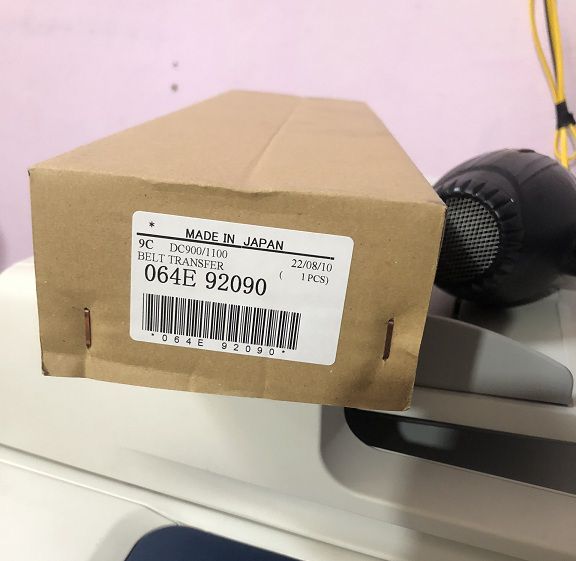 * MADE IN JAPAN
9C DC900/1100 22/08/10
BELT TRANSFER ( 1 PCS)
064E 92090
*064E 92090*